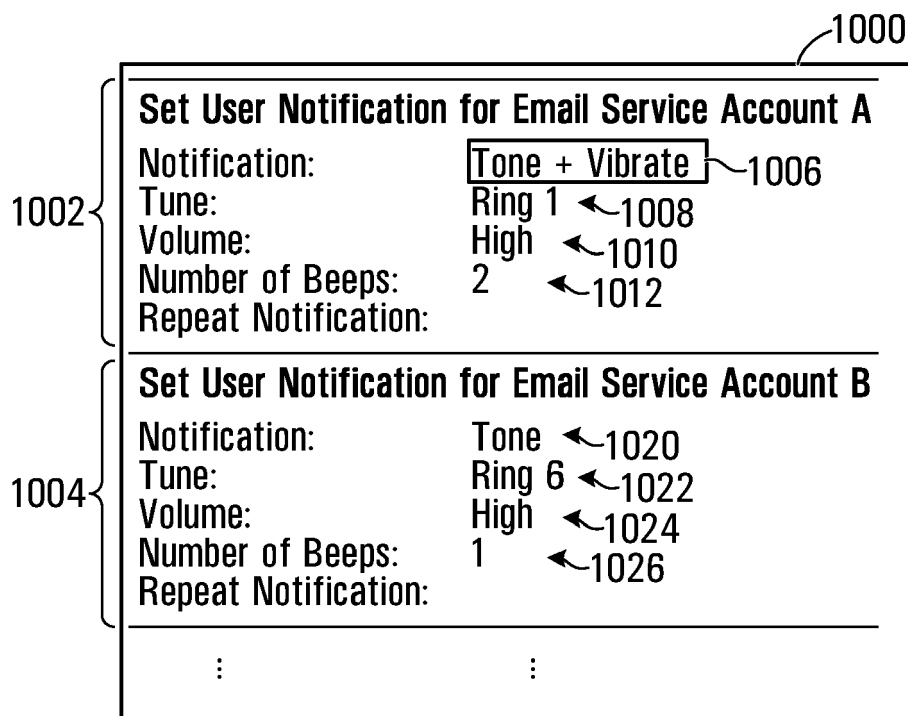 1000
Set User Notification for Email Service Account A
Notification: Tone + Vibrate 1006
1002 Tune: Ring 1 1008
Volume: High 1010
Number of Beeps: 2 1012
Repeat Notification:
Set User Notification for Email Service Account B
Notification: Tone 1020
1004 Tune: Ring 6 1022
Volume: High 1024
Number of Beeps: 1 1026
Repeat Notification: